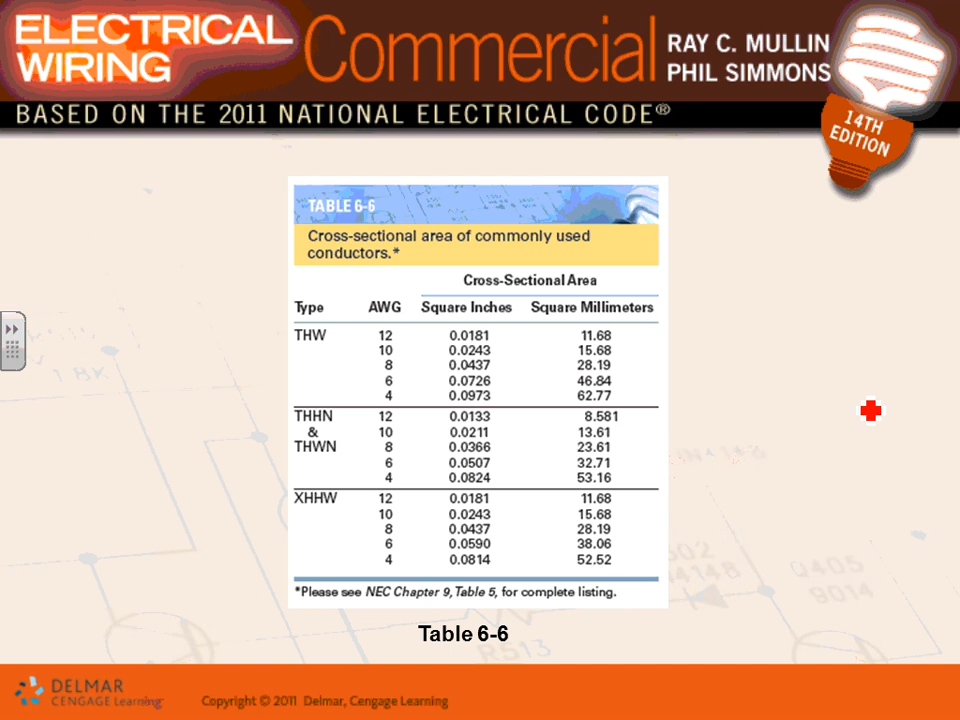 ELECTRICAL WIRING Commercial RAY C. MULLIN PHIL SIMMONS
BASED ON THE 2011 NATIONAL ELECTRICAL CODE®
14TH EDITION
TABLE 6-6
Cross-sectional area of commonly used
conductors.*
Cross-Sectional Area
Type AWG Square Inches Square Millimeters
THW 12 0.0181 11.68
10 0.0243 15.68
8 0.0437 28.19
6 0.0726 46.84
4 0.0973 62.77
THHN 12 0.0133 8.581
& 10 0.0211 13.61
THWN 8 0.0366 23.61
6 0.0507 32.71
4 0.0824 53.16
XHHW 12 0.0181 11.68
10 0.0243 15.68
8 0.0437 28.19
6 0.0590 38.06
4 0.0814 52.52
*Please see NEC Chapter 9, Table 5, for complete listing.
Table 6-6
R513
Q405
9014
DELMAR
CENGAGE Learning
Copyright © 2011 Delmar, Cengage Learning